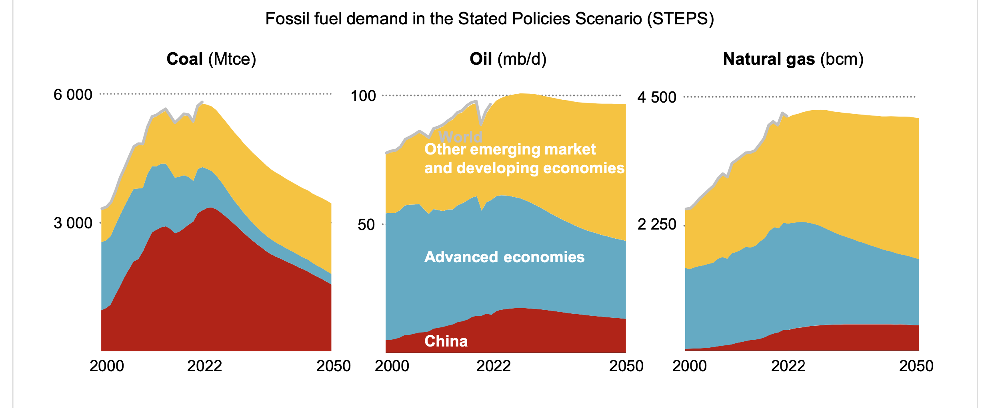 Fossil fuel demand in the Stated Policies Scenario (STEPS)
Coal (Mtce)
Oil (mb/d)
Natural gas (bcm)
6 000
3 000
2000
2022
2050
100
50
World
Other emerging market
and developing economies
Advanced economies
China
2000
2022
2050
4 500
2 250
2000
2022
2050